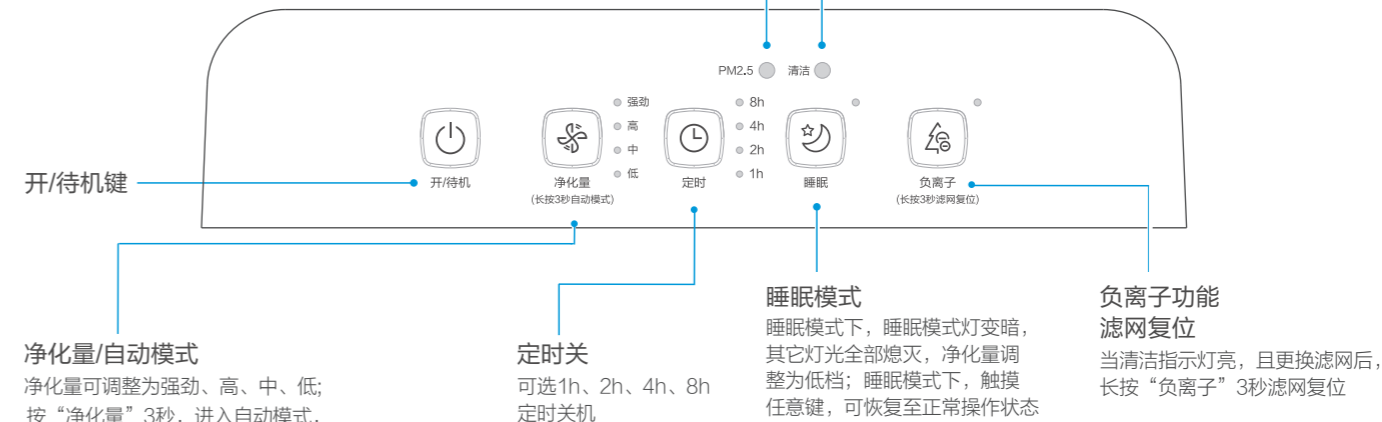 PM2.5 清洁
强劲 8h
高 4h
中 2h
低 1h
开/待机键
开/待机 净化量 定时 睡眠 负离子
(长按3秒自动模式) (长按3秒滤网复位)
净化量/自动模式
净化量可调整为强劲、高、中、低;
按“净化量”3秒，进入自动模式，
定时关
可选1h、2h、4h、8h
定时关机
睡眠模式
睡眠模式下，睡眠模式灯变暗，
其它灯光全部熄灭，净化量调
整为低档；睡眠模式下，触摸
任意键，可恢复至正常操作状态
负离子功能
滤网复位
当清洁指示灯亮，且更换滤网后，
长按“负离子”3秒滤网复位